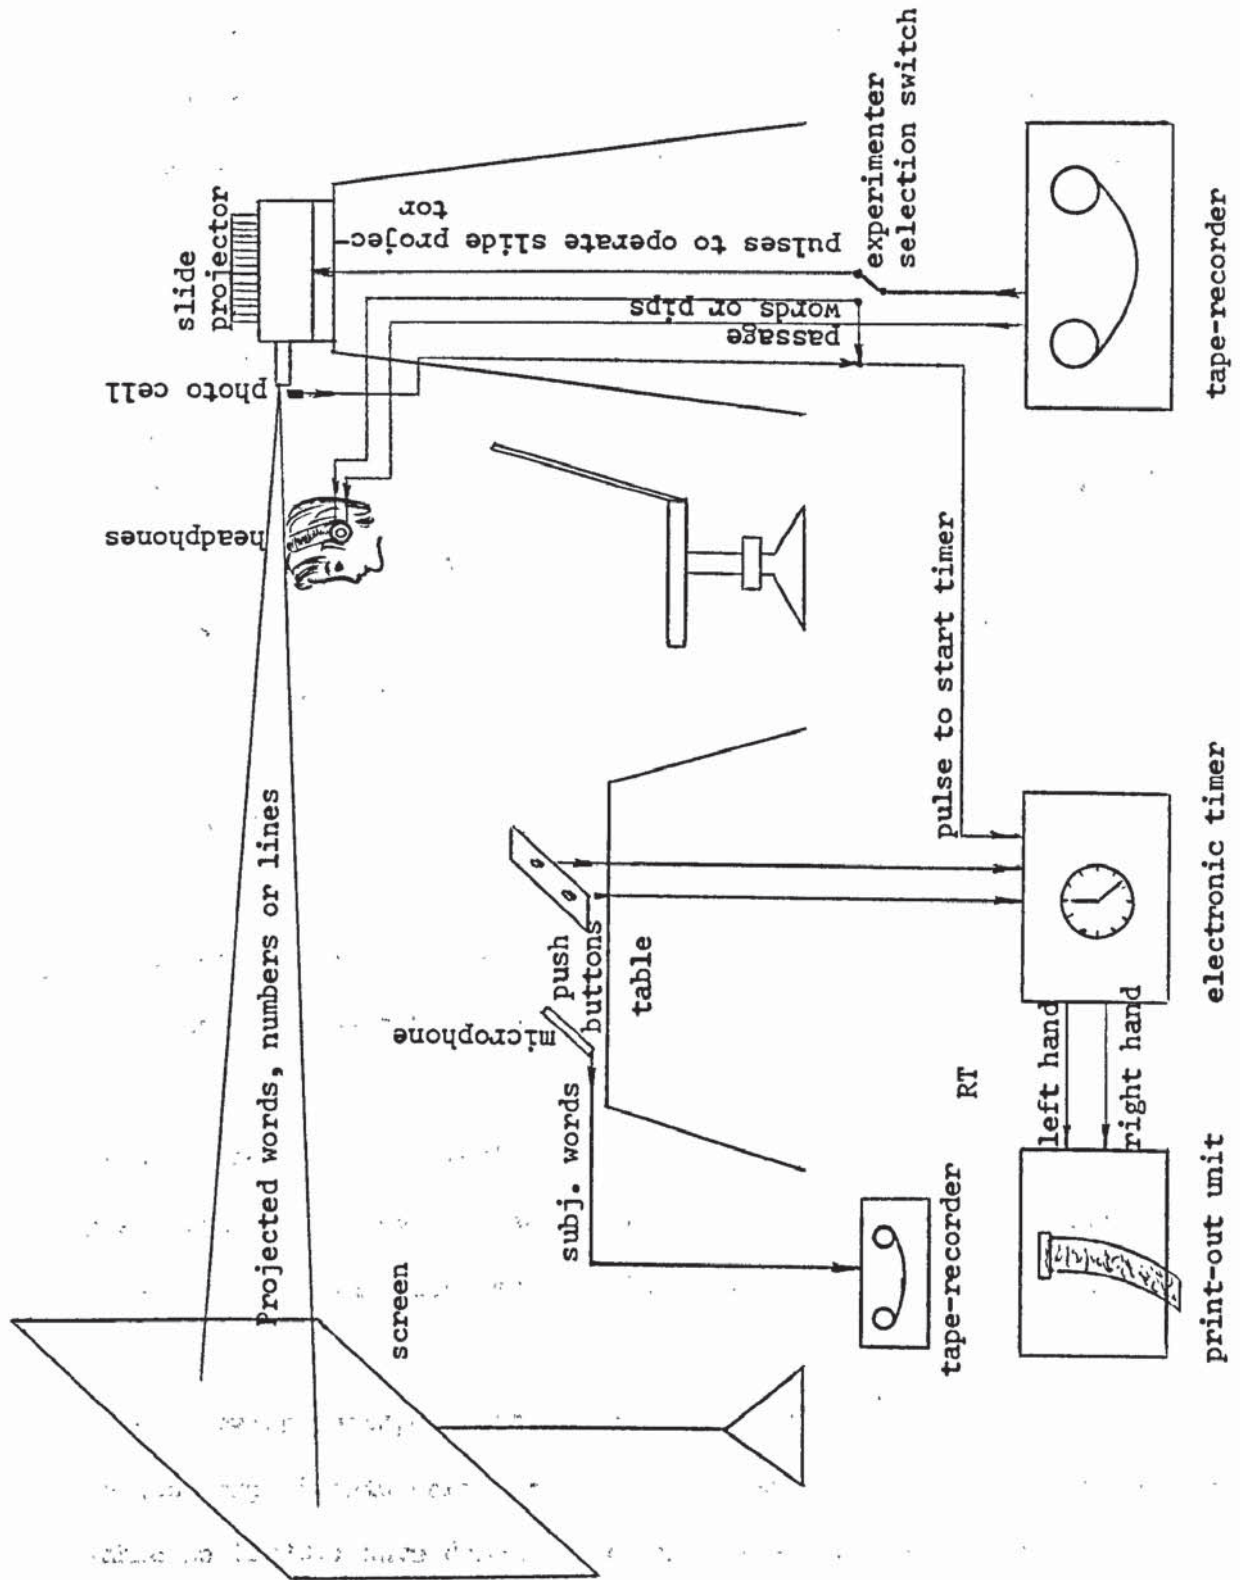 slide
projector
photo cell
headphones
Projected words, numbers or lines
screen
pulses to operate slide projec-
tor
words or pips
passage
experimenter
selection switch
tape-recorder
pulse to start timer
push
buttons
microphone
table
subj. words
tape-recorder
RT
left hand
right hand
electronic timer
print-out unit